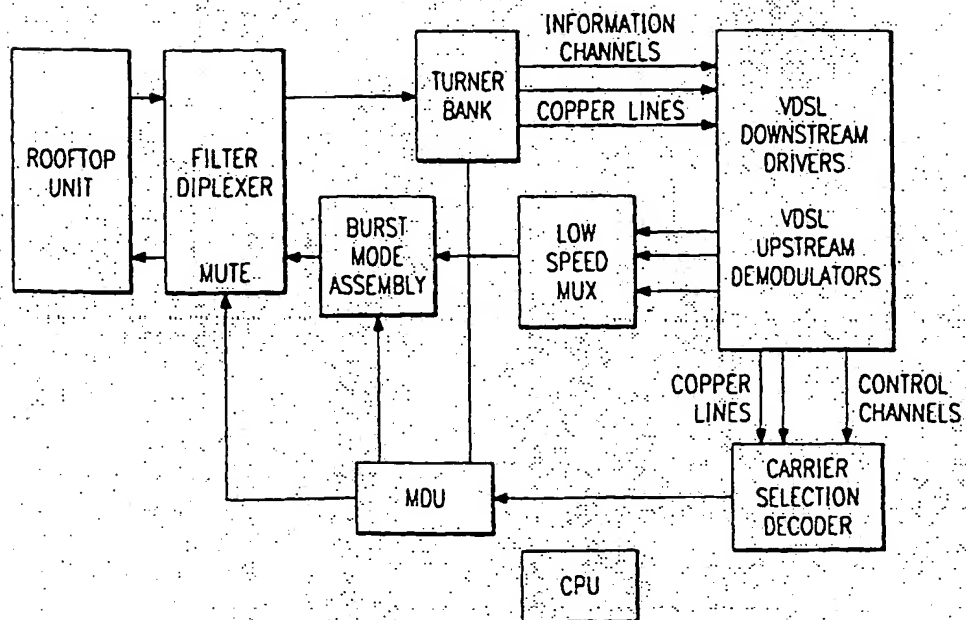 INFORMATION
CHANNELS
TURNER
BANK
COPPER LINES
VDSL
DOWNSTREAM
DRIVERS
ROOFTOP
UNIT
FILTER
DIPLEXER
MUTE
BURST
MODE
ASSEMBLY
LOW
SPEED
MUX
VDSL
UPSTREAM
DEMODULATORS
COPPER
LINES
CONTROL
CHANNELS
MDU
CARRIER
SELECTION
DECODER
CPU